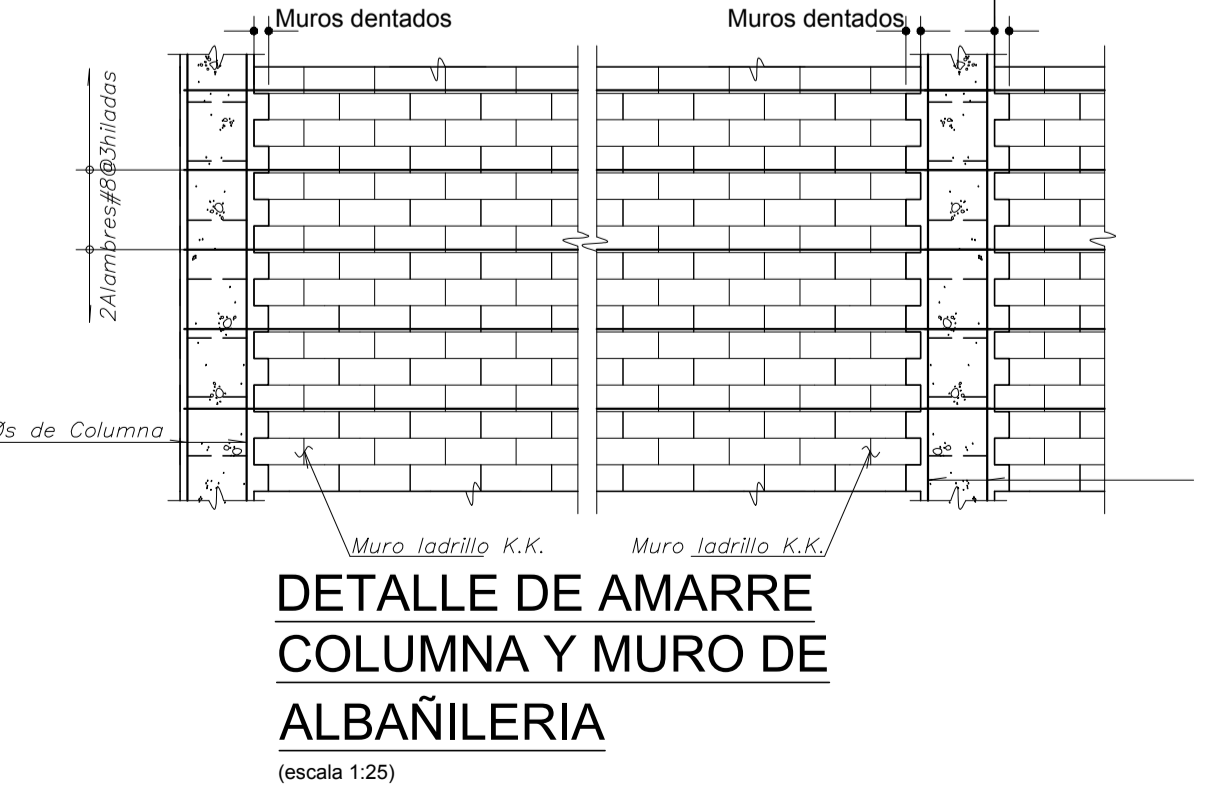 Muros dentados
Muros dentados
2Alambres#8@3hiladas
Øs de Columna
Muro ladrillo K.K.
Muro ladrillo K.K.
DETALLE DE AMARRE
COLUMNA Y MURO DE
ALBAÑILERIA
(escala 1:25)